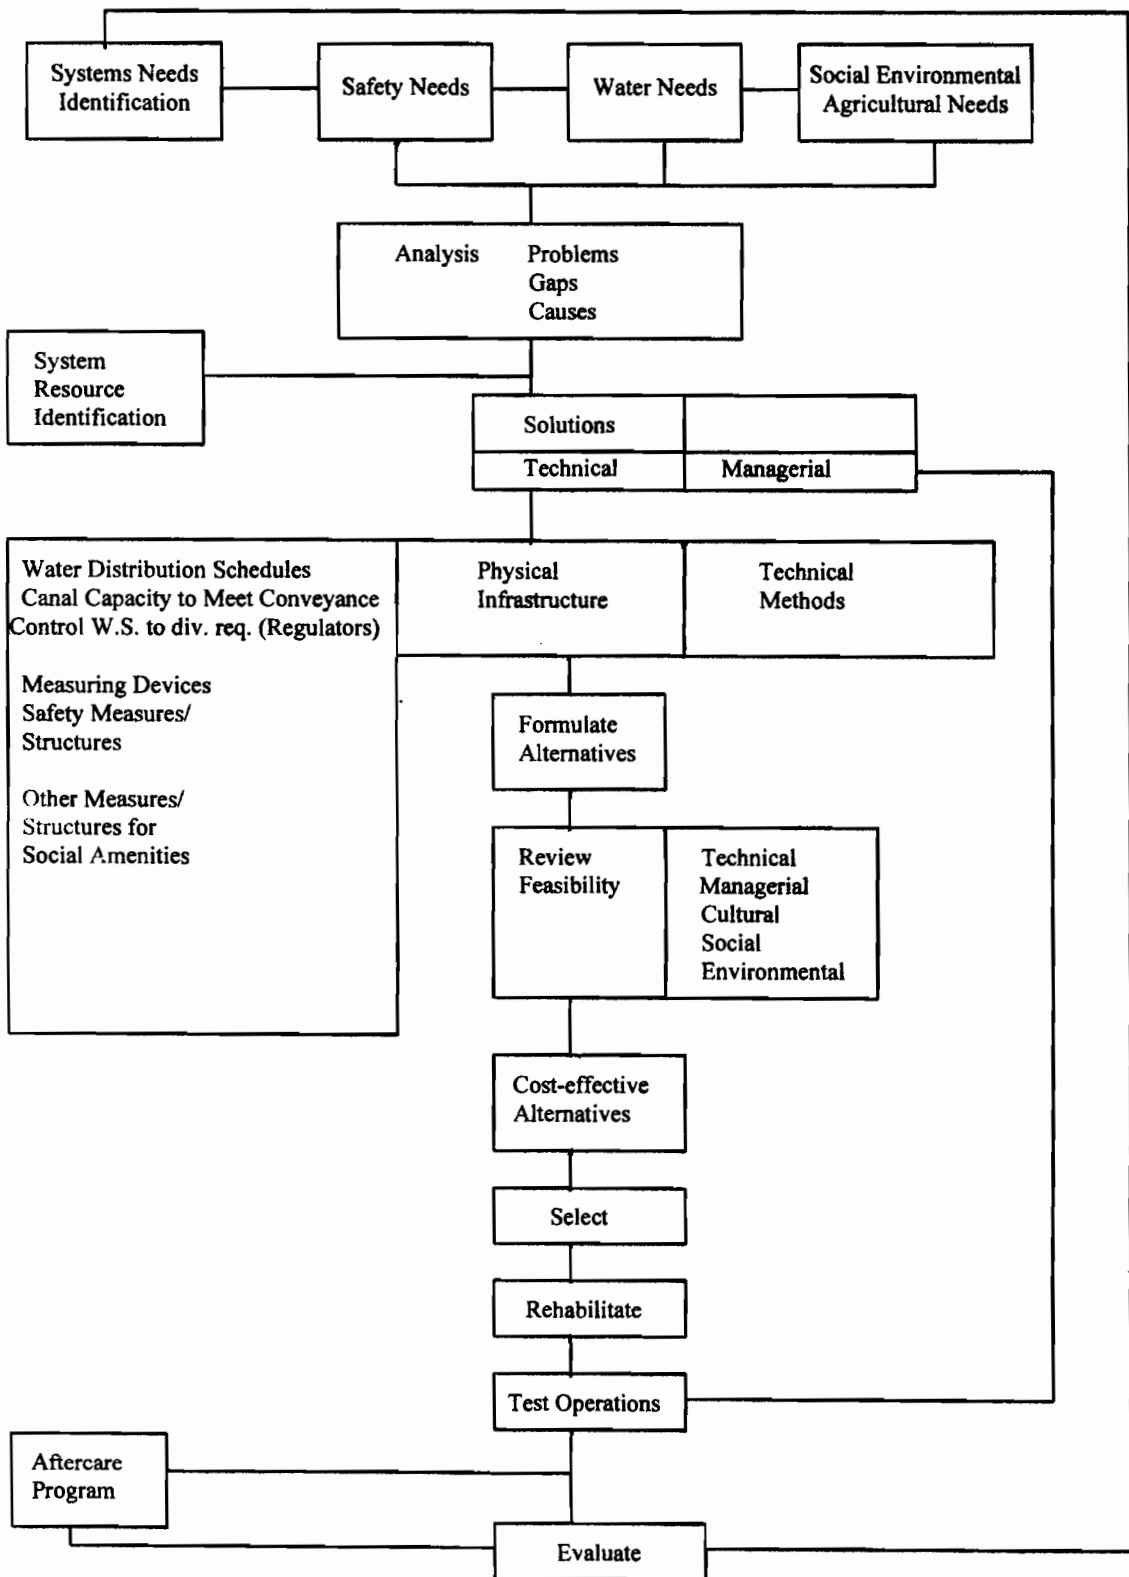 Systems Needs
Identification
Safety Needs
Water Needs
Social Environmental
Agricultural Needs
Analysis Problems
Gaps
Causes
System
Resource
Identification
Solutions
Technical Managerial
Water Distribution Schedules
Canal Capacity to Meet Conveyance
Control W.S. to div. req. (Regulators)
Measuring Devices
Safety Measures/
Structures
Other Measures/
Structures for
Social Amenities
Physical
Infrastructure
Technical
Methods
Formulate
Alternatives
Review
Feasibility
Technical
Managerial
Cultural
Social
Environmental
Cost-effective
Alternatives
Select
Rehabilitate
Test Operations
Aftercare
Program
Evaluate